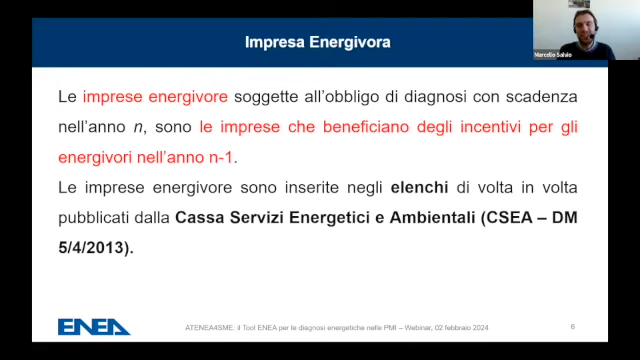 Impresa Energivora
Marcello Salvio
Le imprese energivore soggette all'obbligo di diagnosi con scadenza
nell'anno n, sono le imprese che beneficiano degli incentivi per gli
energivori nell'anno n-1.
Le imprese energivore sono inserite negli elenchi di volta in volta
pubblicati dalla Cassa Servizi Energetici e Ambientali (CSEA – DM
5/4/2013).
ENEA
ATENEA4SME: il Tool ENEA per le diagnosi energetiche nelle PMI – Webinar, 02 febbraio 2024
6